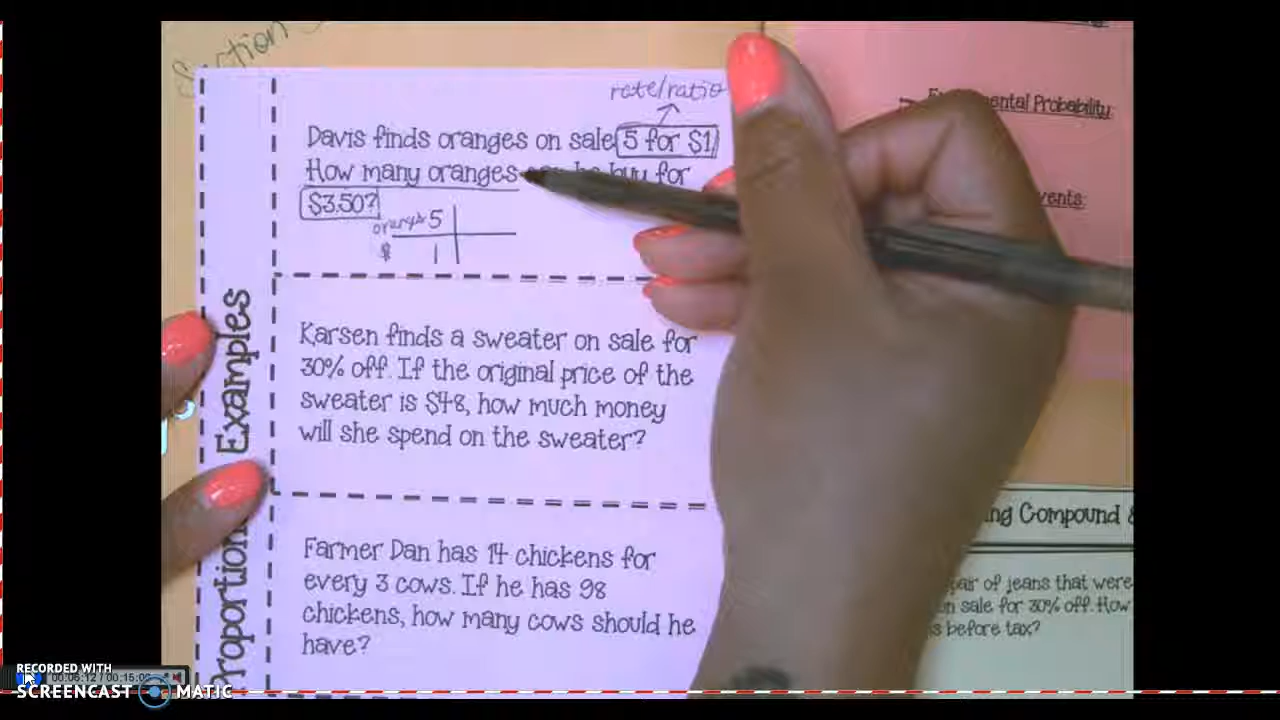 Section
rate/ratio
Davis finds oranges on sale 5 for $1.
How many oranges can he buy for
$3.50?
oranges 5
$ 1
Proportion Examples
Karsen finds a sweater on sale for
30% off. If the original price of the
sweater is $48, how much money
will she spend on the sweater?
Farmer Dan has 14 chickens for
every 3 cows. If he has 98
chickens, how many cows should he
have?
mental Probability:
vents:
ng Compound &
pair of jeans that were
on sale for 30% off. How
s before tax?
RECORDED WITH
SCREENCAST MATIC